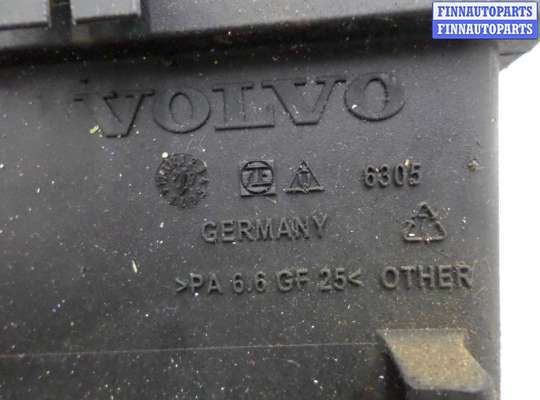 FINNAUTOPARTS
FINNAUTOPARTS
VOLVO
ZF 6305
GERMANY
>PA 6.6 GF 25< OTHER